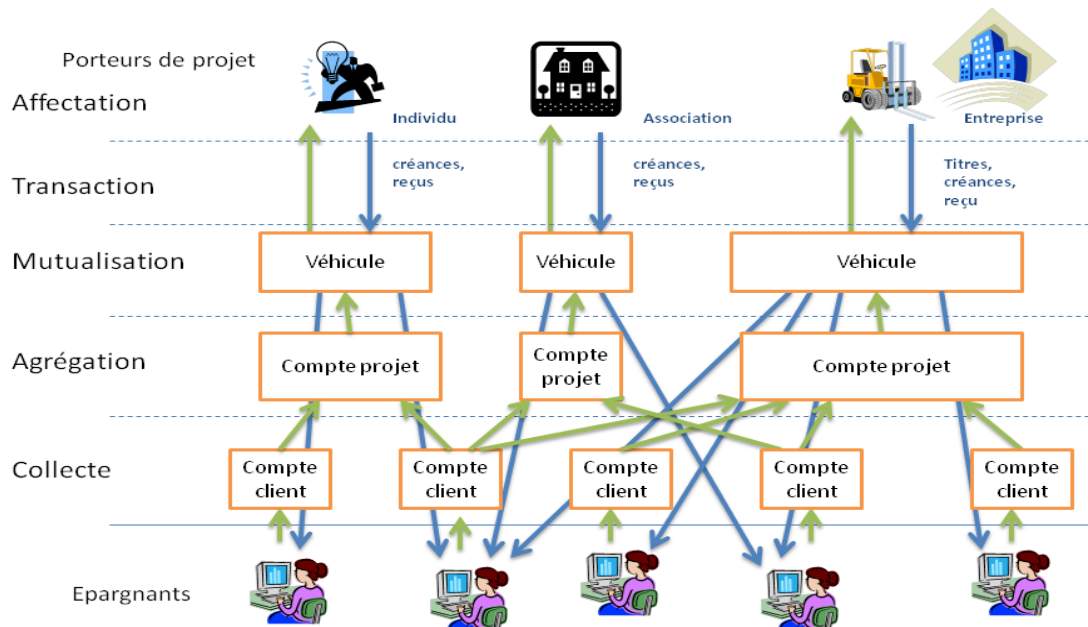 Porteurs de projet
Affectation
Individu
Association
Entreprise
Transaction
créances,
reçus
créances,
reçus
Titres,
créances,
reçu
Mutualisation
Véhicule
Véhicule
Véhicule
Agrégation
Compte projet
Compte
projet
Compte projet
Collecte
Compte
client
Compte
client
Compte
client
Compte
client
Compte
client
Epargnants